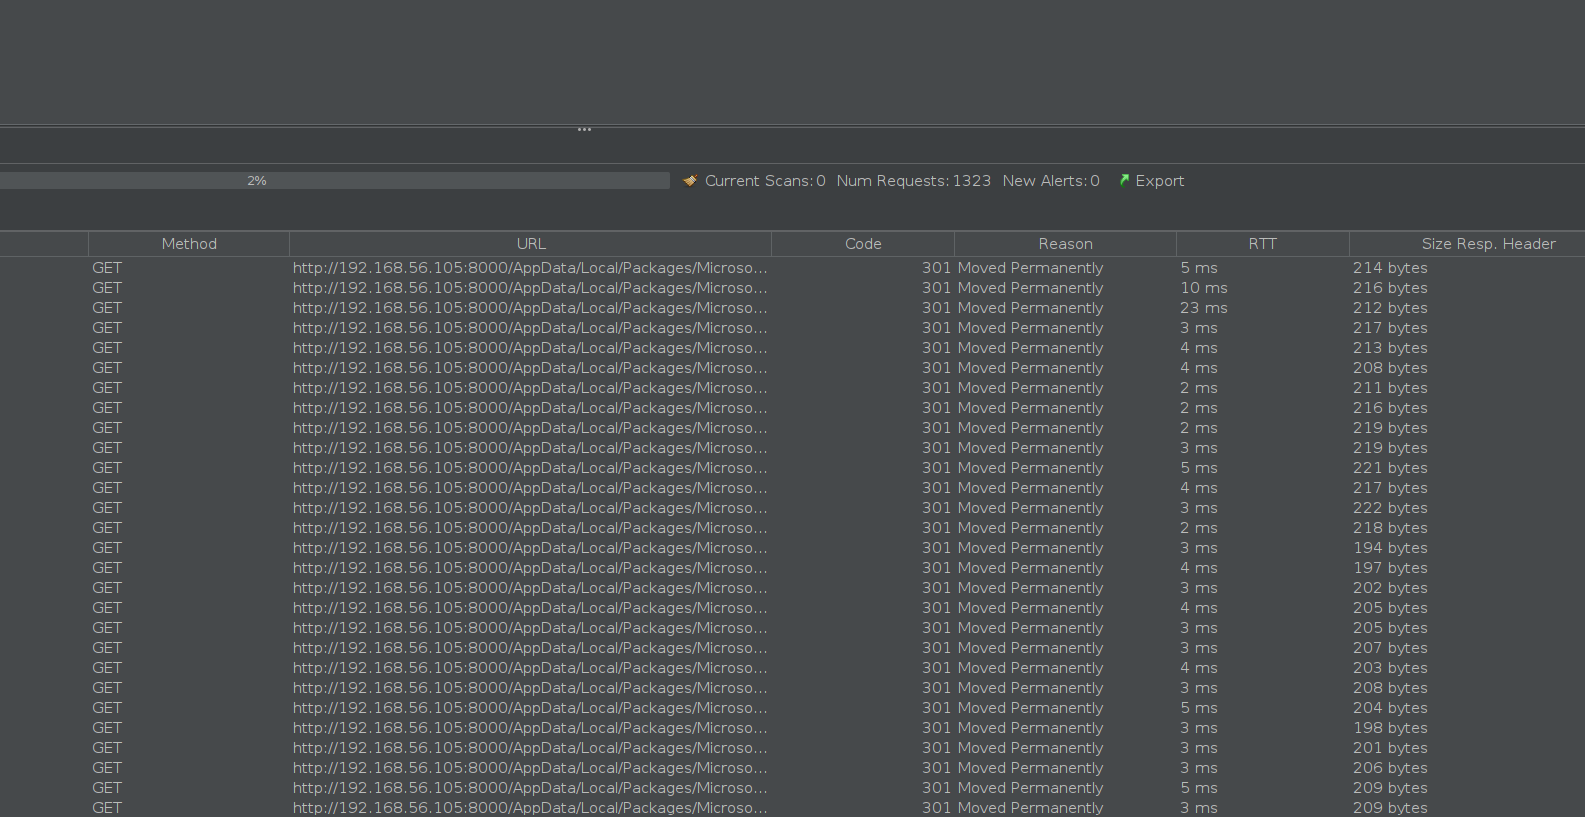 2% Current Scans: 0 Num Requests: 1323 New Alerts: 0 Export
Method URL Code Reason RTT Size Resp. Header
GET http://192.168.56.105:8000/AppData/Local/Packages/Microso... 301 Moved Permanently 5 ms 214 bytes
GET http://192.168.56.105:8000/AppData/Local/Packages/Microso... 301 Moved Permanently 10 ms 216 bytes
GET http://192.168.56.105:8000/AppData/Local/Packages/Microso... 301 Moved Permanently 23 ms 212 bytes
GET http://192.168.56.105:8000/AppData/Local/Packages/Microso... 301 Moved Permanently 3 ms 217 bytes
GET http://192.168.56.105:8000/AppData/Local/Packages/Microso... 301 Moved Permanently 4 ms 213 bytes
GET http://192.168.56.105:8000/AppData/Local/Packages/Microso... 301 Moved Permanently 4 ms 208 bytes
GET http://192.168.56.105:8000/AppData/Local/Packages/Microso... 301 Moved Permanently 2 ms 211 bytes
GET http://192.168.56.105:8000/AppData/Local/Packages/Microso... 301 Moved Permanently 2 ms 216 bytes
GET http://192.168.56.105:8000/AppData/Local/Packages/Microso... 301 Moved Permanently 2 ms 219 bytes
GET http://192.168.56.105:8000/AppData/Local/Packages/Microso... 301 Moved Permanently 3 ms 219 bytes
GET http://192.168.56.105:8000/AppData/Local/Packages/Microso... 301 Moved Permanently 5 ms 221 bytes
GET http://192.168.56.105:8000/AppData/Local/Packages/Microso... 301 Moved Permanently 4 ms 217 bytes
GET http://192.168.56.105:8000/AppData/Local/Packages/Microso... 301 Moved Permanently 3 ms 222 bytes
GET http://192.168.56.105:8000/AppData/Local/Packages/Microso... 301 Moved Permanently 2 ms 218 bytes
GET http://192.168.56.105:8000/AppData/Local/Packages/Microso... 301 Moved Permanently 3 ms 194 bytes
GET http://192.168.56.105:8000/AppData/Local/Packages/Microso... 301 Moved Permanently 4 ms 197 bytes
GET http://192.168.56.105:8000/AppData/Local/Packages/Microso... 301 Moved Permanently 3 ms 202 bytes
GET http://192.168.56.105:8000/AppData/Local/Packages/Microso... 301 Moved Permanently 4 ms 205 bytes
GET http://192.168.56.105:8000/AppData/Local/Packages/Microso... 301 Moved Permanently 3 ms 205 bytes
GET http://192.168.56.105:8000/AppData/Local/Packages/Microso... 301 Moved Permanently 3 ms 207 bytes
GET http://192.168.56.105:8000/AppData/Local/Packages/Microso... 301 Moved Permanently 4 ms 203 bytes
GET http://192.168.56.105:8000/AppData/Local/Packages/Microso... 301 Moved Permanently 3 ms 208 bytes
GET http://192.168.56.105:8000/AppData/Local/Packages/Microso... 301 Moved Permanently 5 ms 204 bytes
GET http://192.168.56.105:8000/AppData/Local/Packages/Microso... 301 Moved Permanently 3 ms 198 bytes
GET http://192.168.56.105:8000/AppData/Local/Packages/Microso... 301 Moved Permanently 3 ms 201 bytes
GET http://192.168.56.105:8000/AppData/Local/Packages/Microso... 301 Moved Permanently 3 ms 206 bytes
GET http://192.168.56.105:8000/AppData/Local/Packages/Microso... 301 Moved Permanently 5 ms 209 bytes
GET http://192.168.56.105:8000/AppData/Local/Packages/Microso... 301 Moved Permanently 3 ms 209 bytes